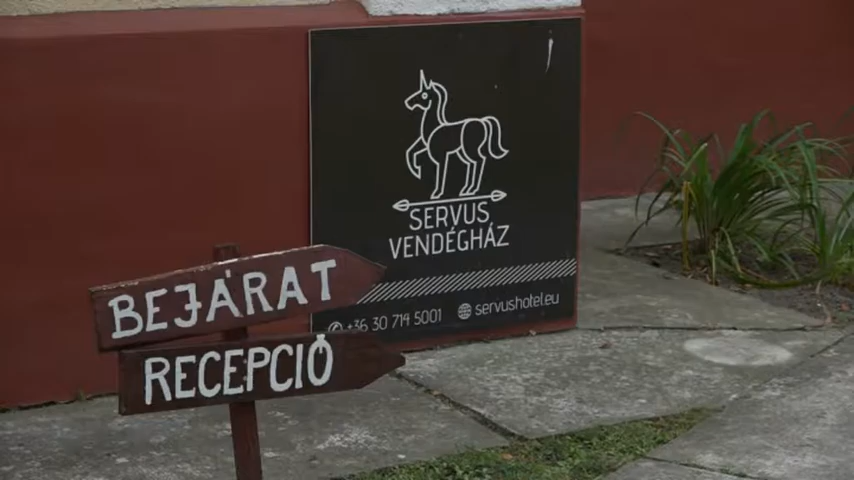 SERVUS
VENDÉGHÁZ
+36 30 714 5001 servushotel.eu
BEJÁRAT
RECEPCIÓ